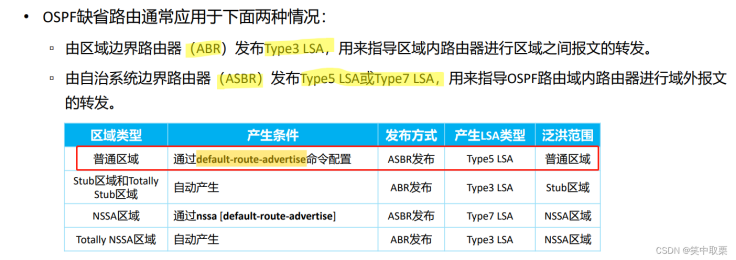 • OSPF缺省路由通常应用于下面两种情况：
▫ 由区域边界路由器（ABR）发布Type3 LSA，用来指导区域内路由器进行区域之间报文的转发。
▫ 由自治系统边界路由器（ASBR）发布Type5 LSA或Type7 LSA，用来指导OSPF路由域内路由器进行域外报文
的转发。
区域类型 产生条件 发布方式 产生LSA类型 泛洪范围
普通区域 通过default-route-advertise命令配置 ASBR发布 Type5 LSA 普通区域
Stub区域和Totally
Stub区域 自动产生 ABR发布 Type3 LSA Stub区域
NSSA区域 通过nssa [default-route-advertise] ASBR发布 Type7 LSA NSSA区域
Totally NSSA区域 自动产生 ABR发布 Type3 LSA NSSA区域
CSDN @笑中取栗